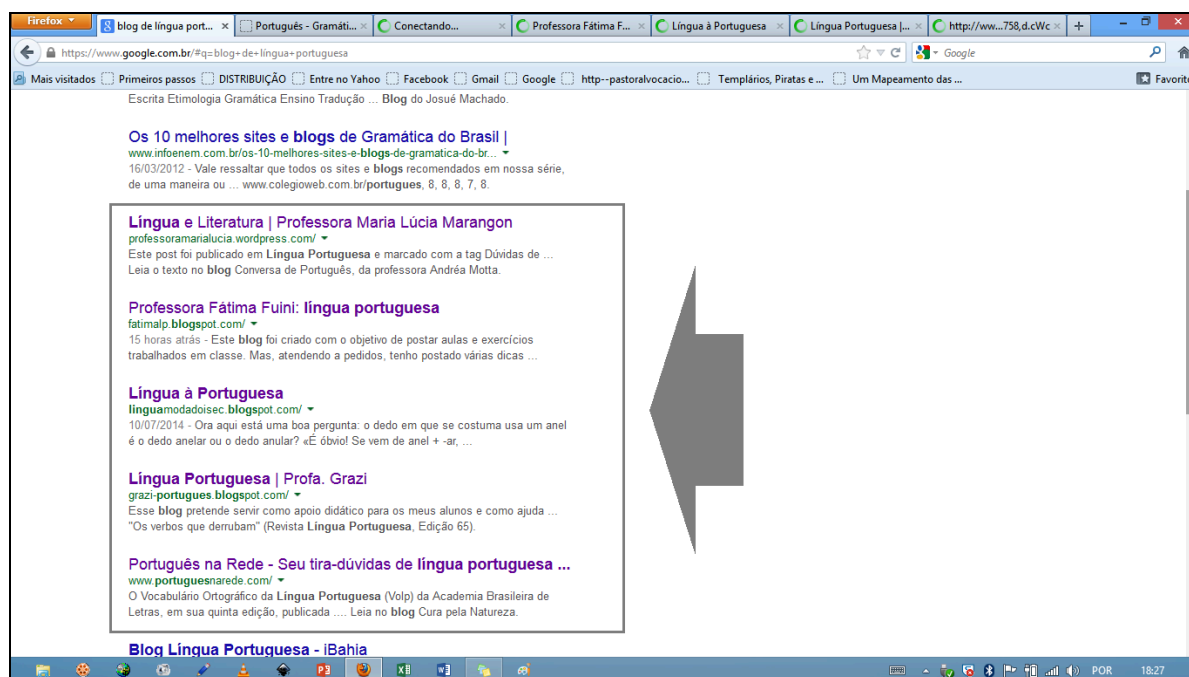 Firefox
blog de língua port... × Português - Gramáti... × Conectando... × Professora Fátima F... × Língua à Portuguesa × Língua Portuguesa |... × http://ww...758,d.cWc × +
https://www.google.com.br/#q=blog+de+língua+portuguesa Google
Mais visitados Primeiros passos DISTRIBUIÇÃO Entre no Yahoo Facebook Gmail Google http--pastoralvocacio... Templários, Piratas e ... Um Mapeamento das ... Favorit
Escrita Etimologia Gramática Ensino Tradução ... Blog do Josué Machado.
Os 10 melhores sites e blogs de Gramática do Brasil |
www.infoenem.com.br/os-10-melhores-sites-e-blogs-de-gramatica-do-br...
16/03/2012 - Vale ressaltar que todos os sites e blogs recomendados em nossa série,
de uma maneira ou ... www.colegioweb.com.br/portugues, 8, 8, 8, 7, 8.
Língua e Literatura | Professora Maria Lúcia Marangon
professoramarialucia.wordpress.com/
Este post foi publicado em Língua Portuguesa e marcado com a tag Dúvidas de ...
Leia o texto no blog Conversa de Português, da professora Andréa Motta.
Professora Fátima Fuini: língua portuguesa
fatimalp.blogspot.com/
15 horas atrás - Este blog foi criado com o objetivo de postar aulas e exercícios
trabalhados em classe. Mas, atendendo a pedidos, tenho postado várias dicas ...
Língua à Portuguesa
linguamodadoisec.blogspot.com/
10/07/2014 - Ora aqui está uma boa pergunta: o dedo em que se costuma usa um anel
é o dedo anelar ou o dedo anular? «É óbvio! Se vem de anel + -ar, ...
Língua Portuguesa | Profa. Grazi
grazi-portugues.blogspot.com/
Esse blog pretende servir como apoio didático para os meus alunos e como ajuda ...
"Os verbos que derrubam" (Revista Língua Portuguesa, Edição 65).
Português na Rede - Seu tira-dúvidas de língua portuguesa ...
www.portuguesnarede.com/
O Vocabulário Ortográfico da Língua Portuguesa (Volp) da Academia Brasileira de
Letras, em sua quinta edição, publicada .... Leia no blog Cura pela Natureza.
Blog Língua Portuguesa - iBahia
POR 18:27